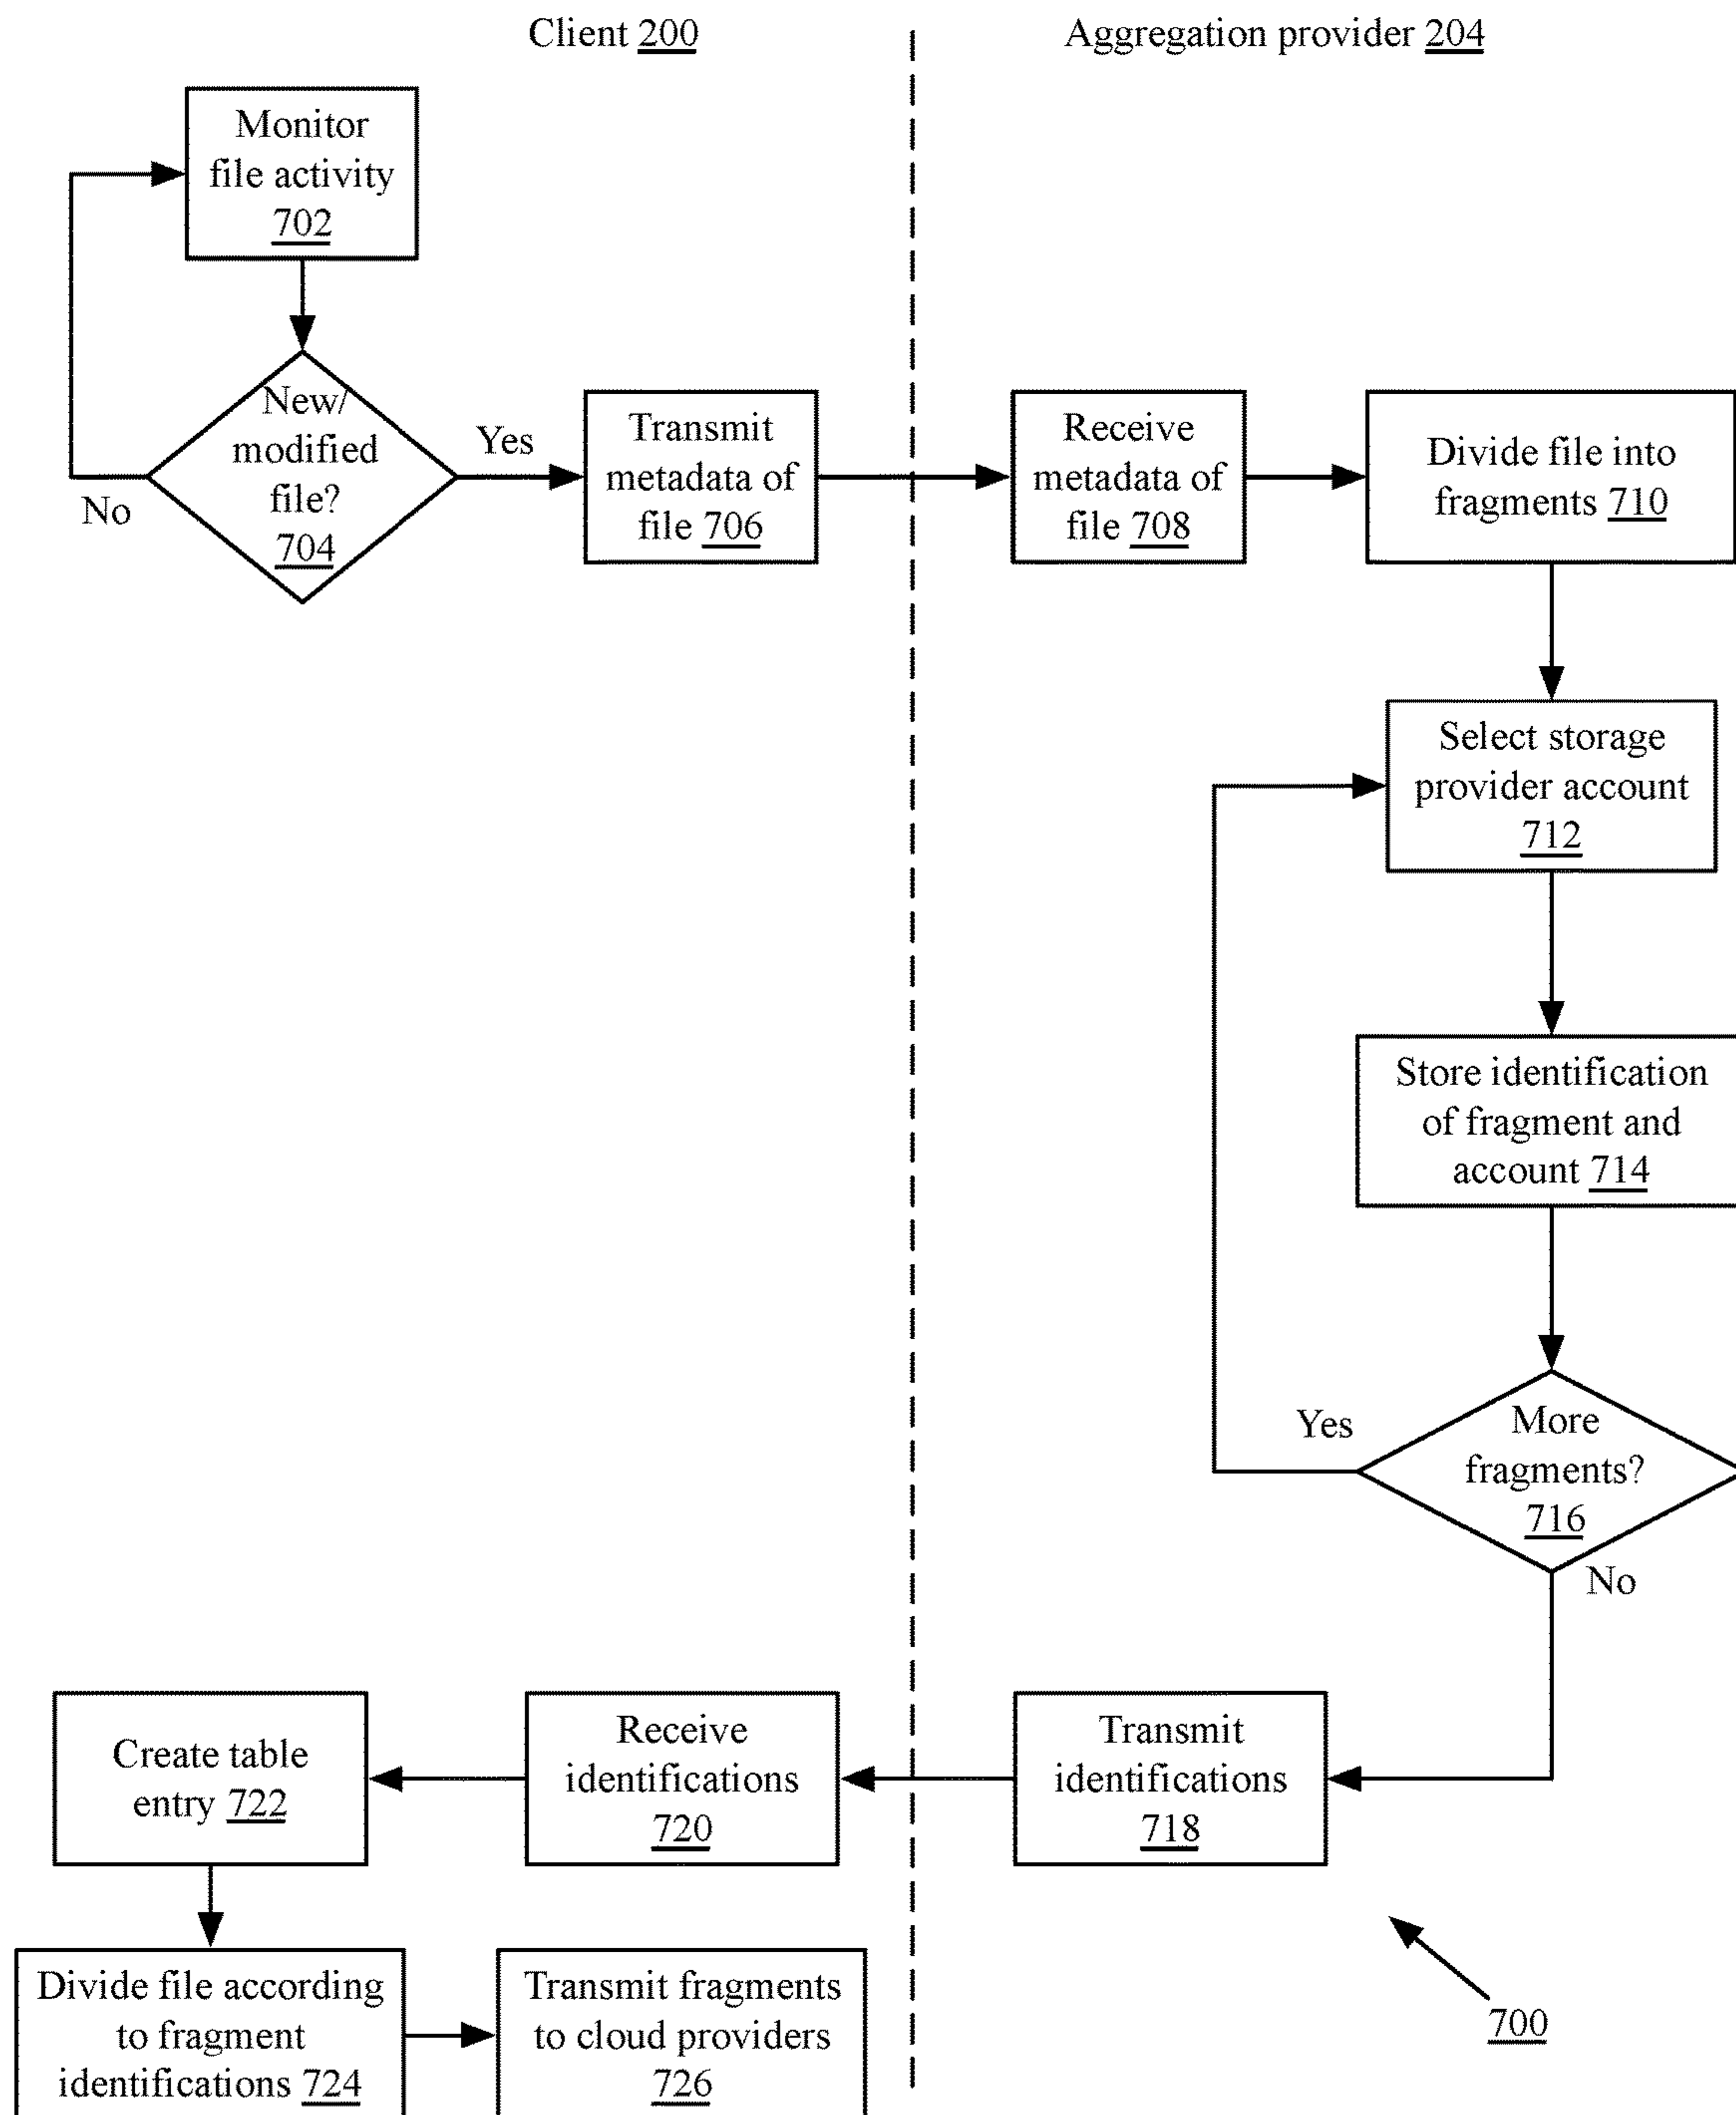 Client 200
Aggregation provider 204
Monitor
file activity
702
New/
modified
file?
704
No
Yes
Transmit
metadata of
file 706
Receive
metadata of
file 708
Divide file into
fragments 710
Select storage
provider account
712
Store identification
of fragment and
account 714
More
fragments?
716
Yes
No
Transmit
identifications
718
Receive
identifications
720
Create table
entry 722
Divide file according
to fragment
identifications 724
Transmit fragments
to cloud providers
726
700